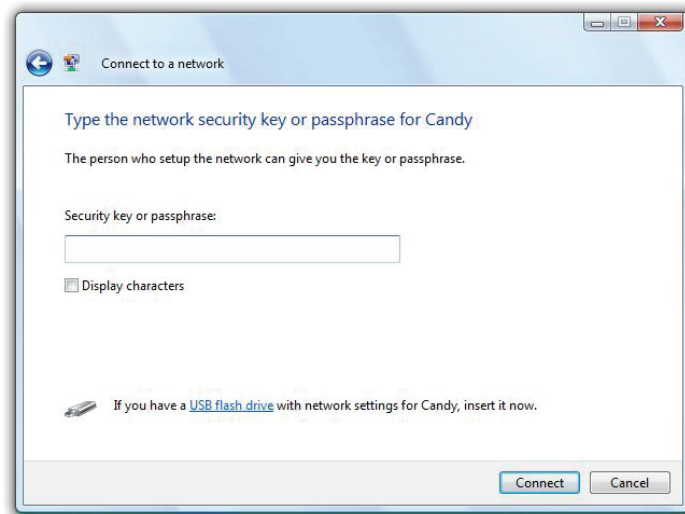 Connect to a network
Type the network security key or passphrase for Candy
The person who setup the network can give you the key or passphrase.
Security key or passphrase:
Display characters
If you have a USB flash drive with network settings for Candy, insert it now.
Connect Cancel